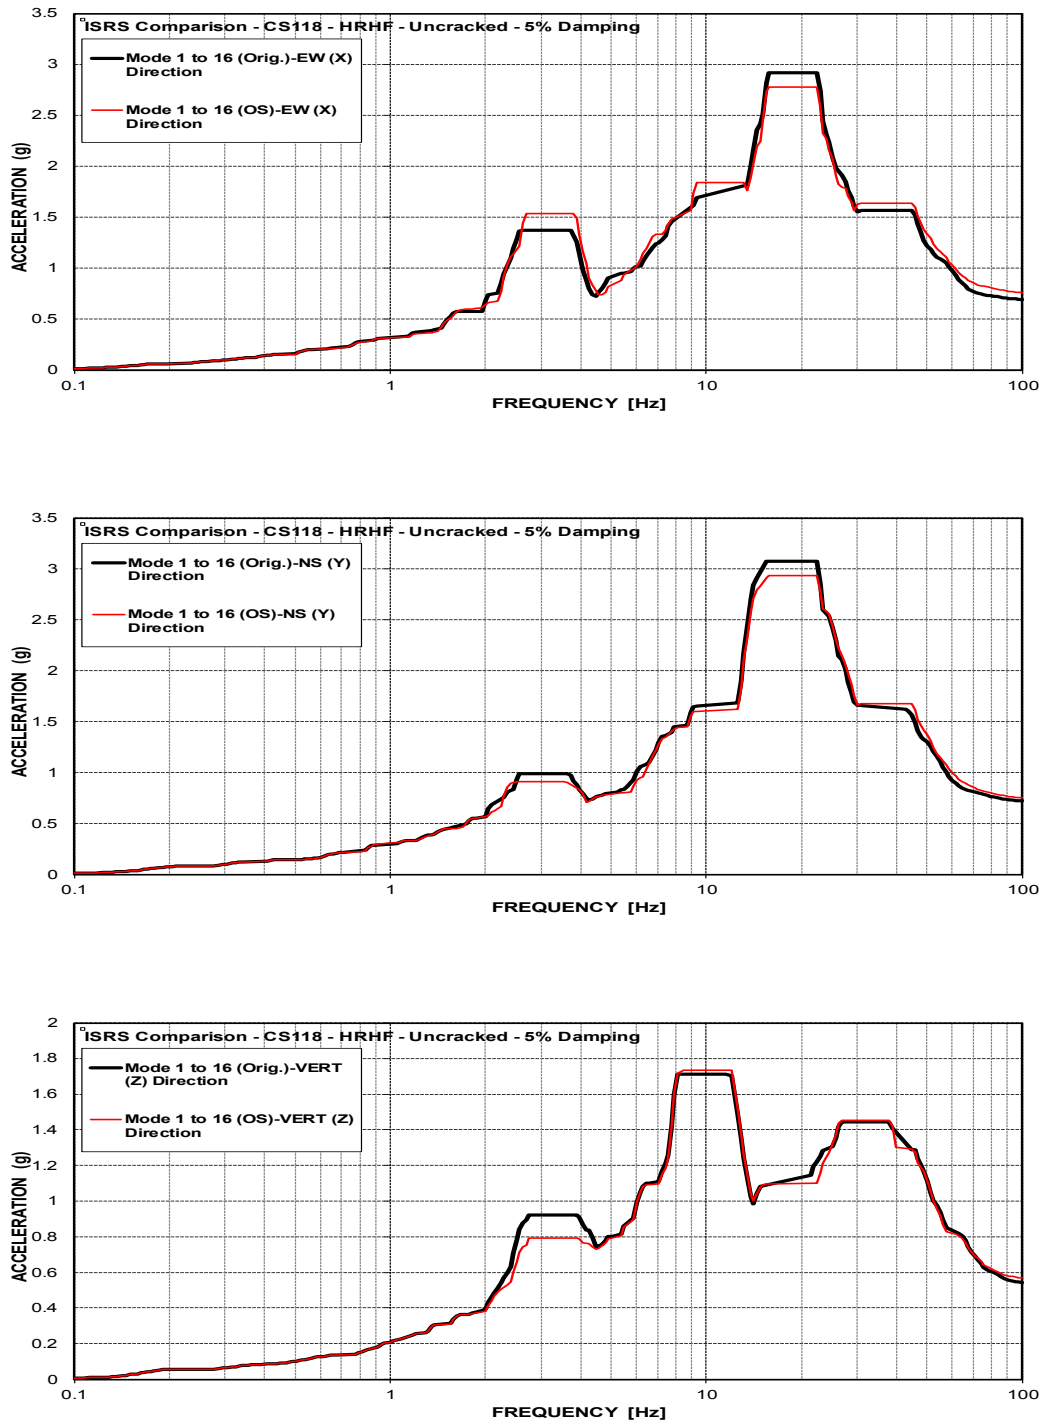 ISRS Comparison - CS118 - HRHF - Uncracked - 5% Damping
Mode 1 to 16 (Orig.)-EW (X)
Direction
Mode 1 to 16 (OS)-EW (X)
Direction
ACCELERATION (g)
3.5
3
2.5
2
1.5
1
0.5
0
0.1
1
10
100
FREQUENCY [Hz]
ISRS Comparison - CS118 - HRHF - Uncracked - 5% Damping
Mode 1 to 16 (Orig.)-NS (Y)
Direction
Mode 1 to 16 (OS)-NS (Y)
Direction
ACCELERATION (g)
3.5
3
2.5
2
1.5
1
0.5
0
0.1
1
10
100
FREQUENCY [Hz]
ISRS Comparison - CS118 - HRHF - Uncracked - 5% Damping
Mode 1 to 16 (Orig.)-VERT
(Z) Direction
Mode 1 to 16 (OS)-VERT (Z)
Direction
ACCELERATION (g)
2
1.8
1.6
1.4
1.2
1
0.8
0.6
0.4
0.2
0
0.1
1
10
100
FREQUENCY [Hz]